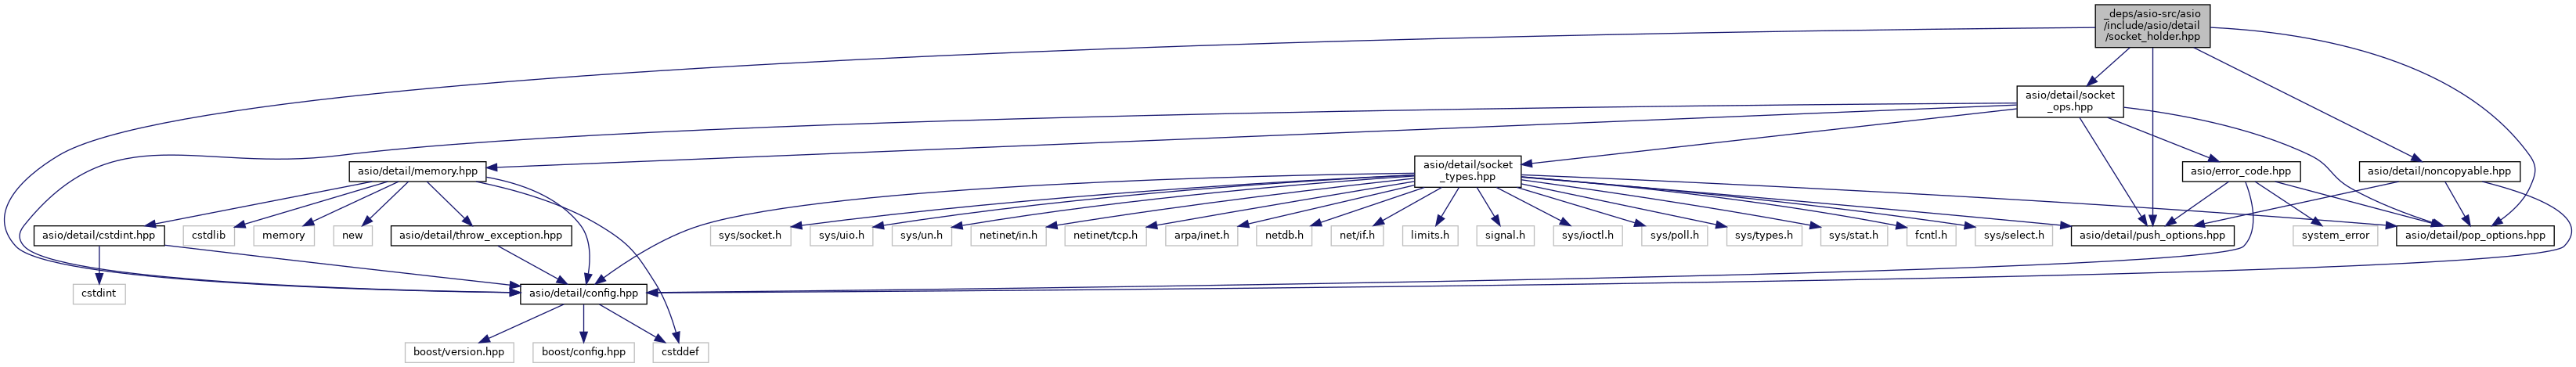 _deps/asio-src/asio
/include/asio/detail
/socket_holder.hpp
asio/detail/socket
_ops.hpp
asio/detail/memory.hpp
asio/detail/socket
_types.hpp
asio/error_code.hpp
asio/detail/noncopyable.hpp
asio/detail/cstdint.hpp
cstdlib
memory
new
asio/detail/throw_exception.hpp
sys/socket.h
sys/uio.h
sys/un.h
netinet/in.h
netinet/tcp.h
arpa/inet.h
netdb.h
net/if.h
limits.h
signal.h
sys/ioctl.h
sys/poll.h
sys/types.h
sys/stat.h
fcntl.h
sys/select.h
asio/detail/push_options.hpp
system_error
asio/detail/pop_options.hpp
cstdint
asio/detail/config.hpp
boost/version.hpp
boost/config.hpp
cstddef